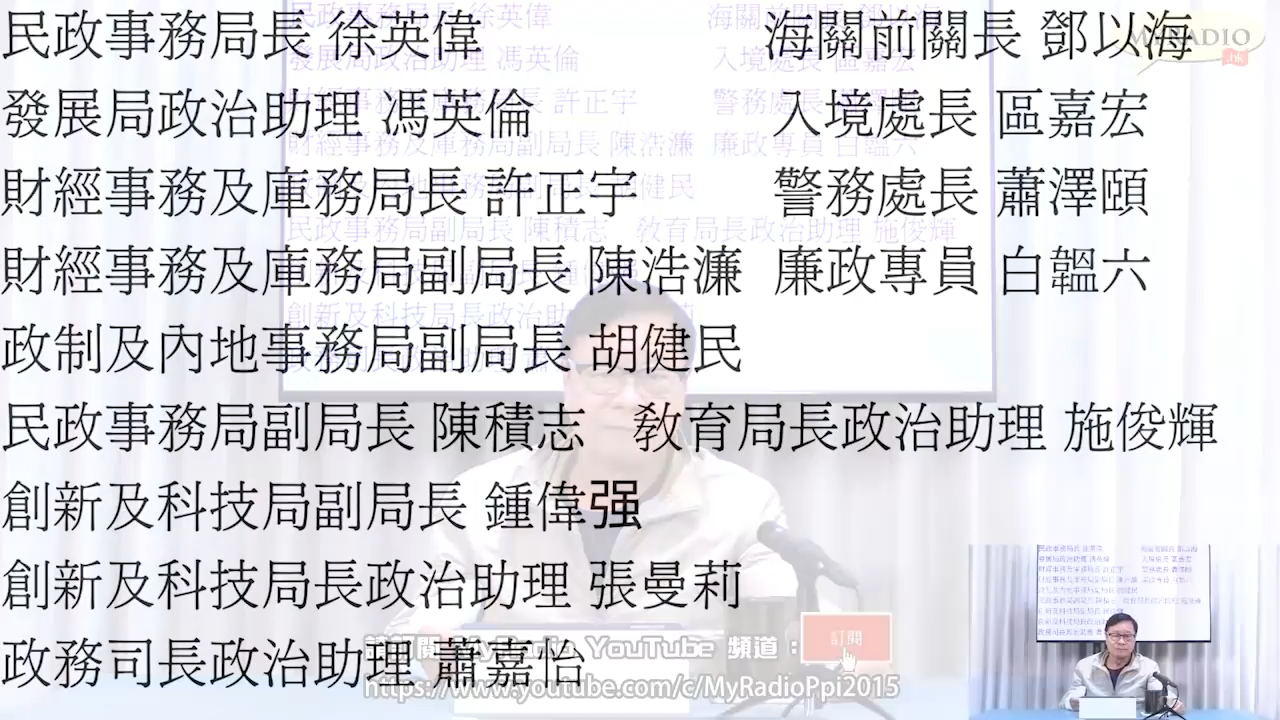 民政事務局長 徐英偉 海關前關長 鄧以海
發展局政治助理 馮英倫 入境處長 區嘉宏
財經事務及庫務局長 許正宇 警務處長 蕭澤頤
財經事務及庫務局副局長 陳浩濂 廉政專員 白韞六
政制及內地事務局副局長 胡健民
民政事務局副局長 陳積志 教育局長政治助理 施俊輝
創新及科技局副局長 鍾偉强
創新及科技局長政治助理 張曼莉
政務司長政治助理 蕭嘉怡
請訂閱 MyRadio YouTube 頻道：
訂閱
https://www.youtube.com/c/MyRadioPpi2015
MYRADIO
.hk